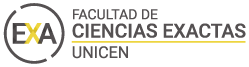 EXA
FACULTAD DE
CIENCIAS EXACTAS
UNICEN